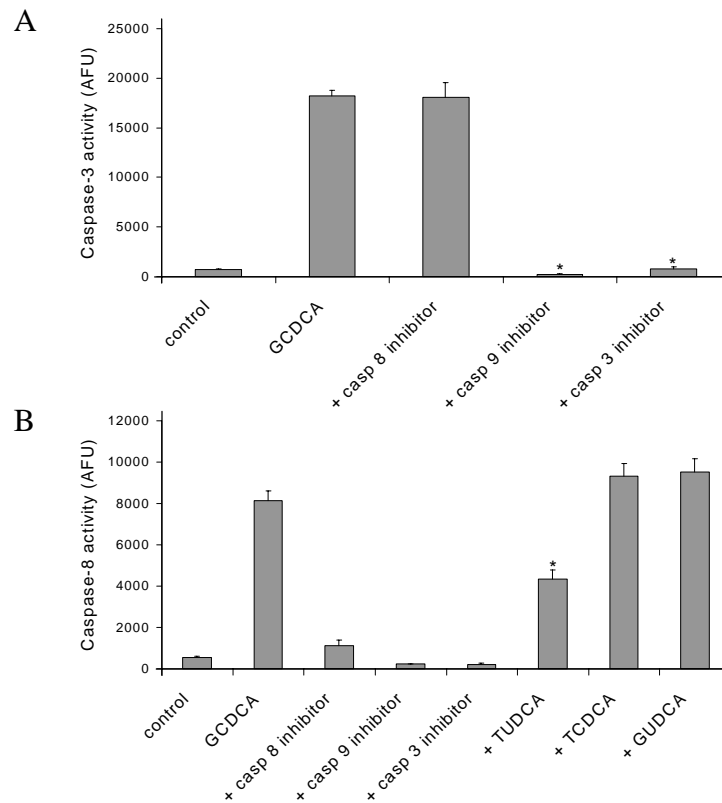 A
Caspase-3 activity (AFU)
25000
20000
15000
10000
5000
0
*
*
control
GCDCA
+ casp 8 inhibitor
+ casp 9 inhibitor
+ casp 3 inhibitor
B
Caspase-8 activity (AFU)
12000
10000
8000
6000
4000
2000
0
*
control
GCDCA
+ casp 8 inhibitor
+ casp 9 inhibitor
+ casp 3 inhibitor
+ TUDCA
+ TCDCA
+ GUDCA